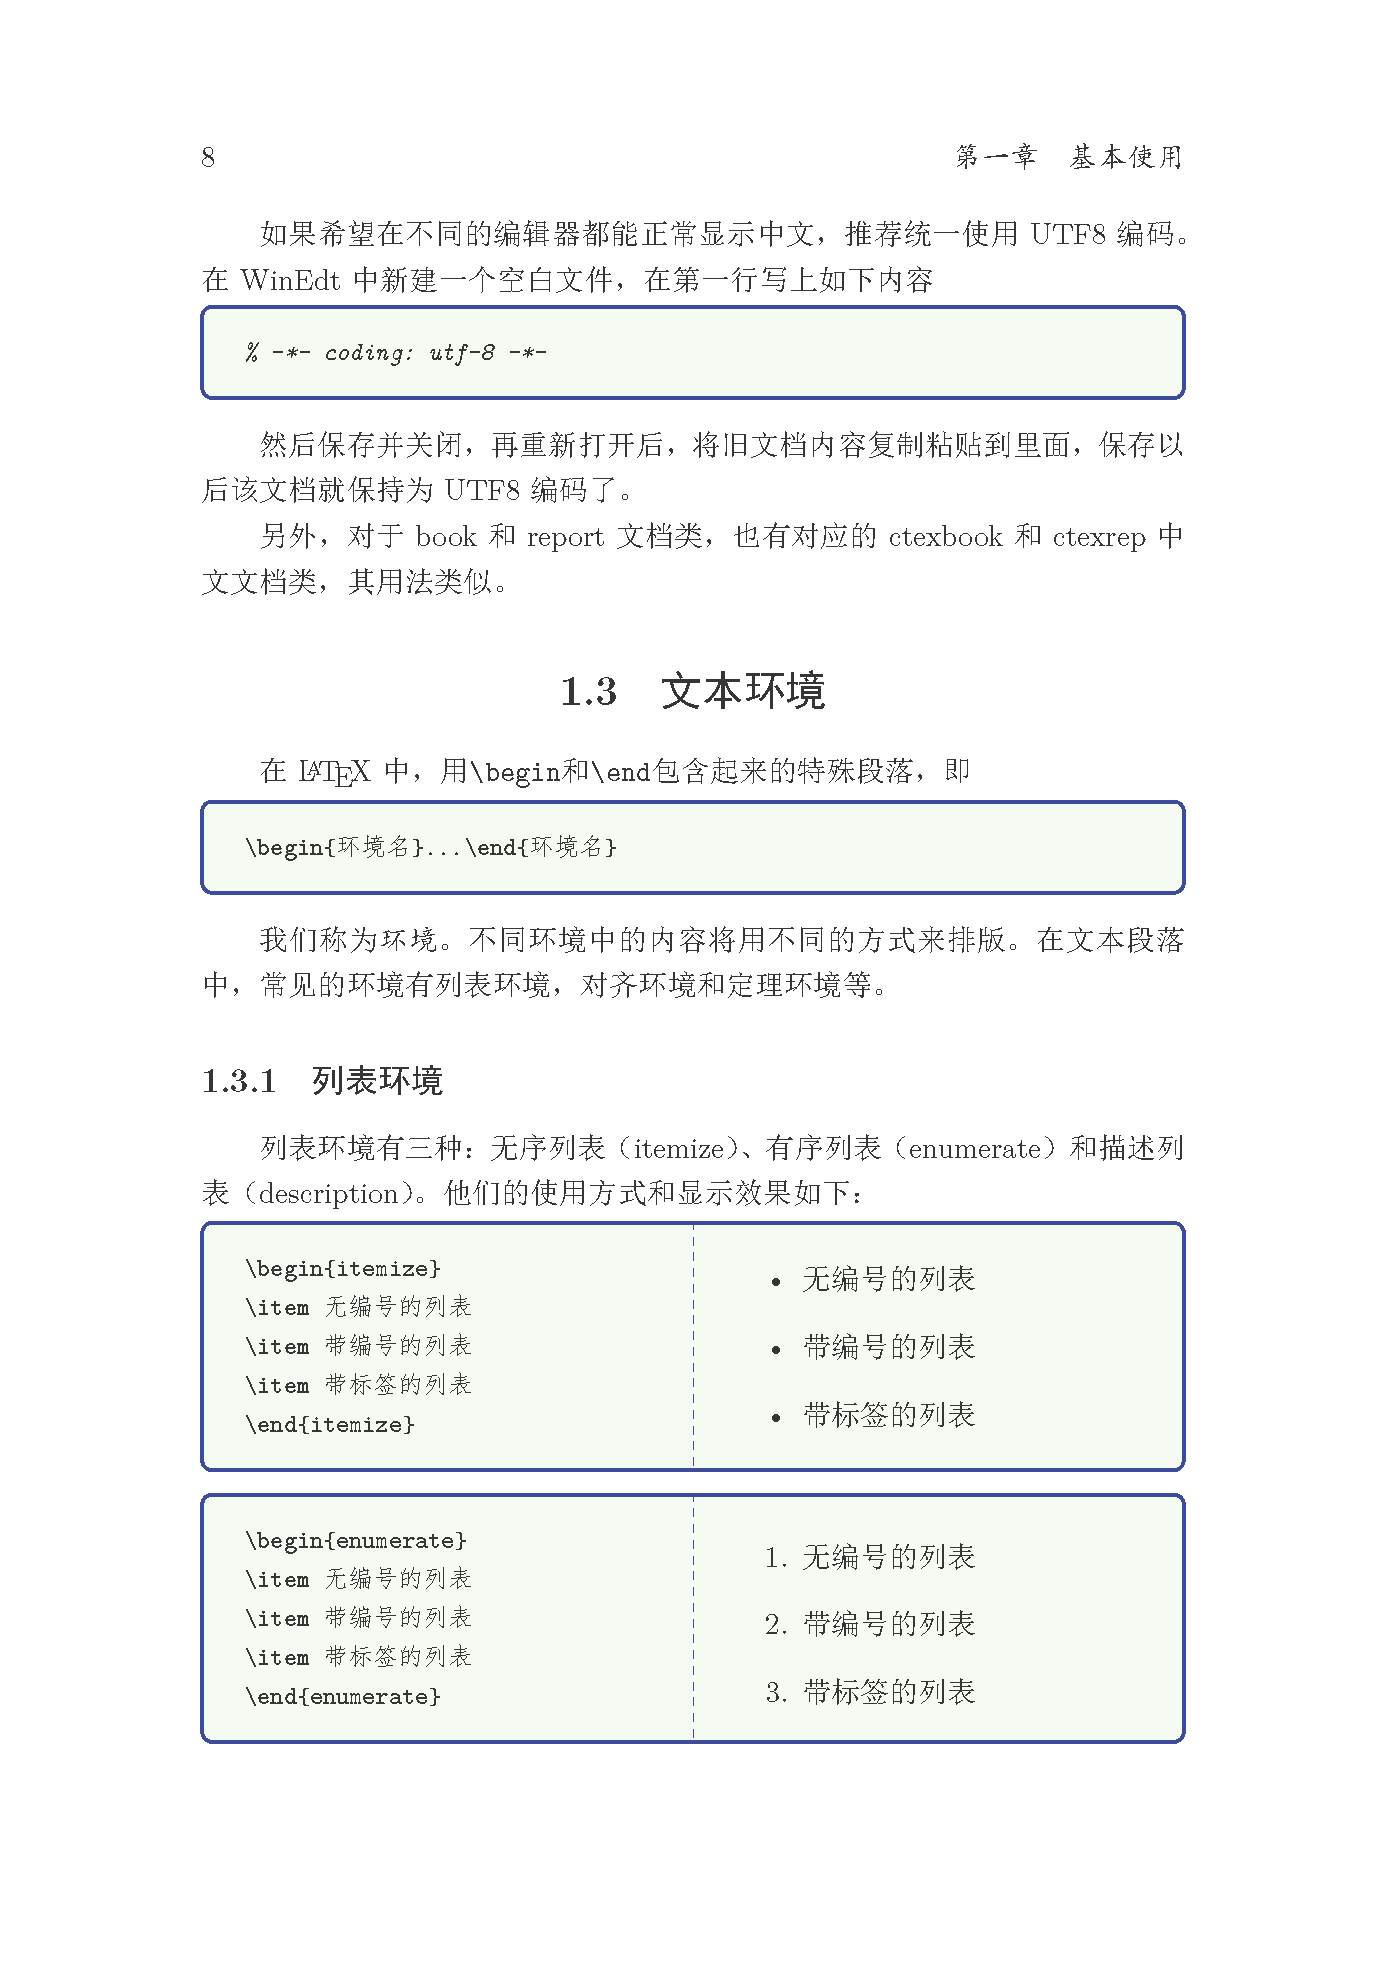 8 第一章 基本使用
如果希望在不同的编辑器都能正常显示中文，推荐统一使用 UTF8 编码。
在 WinEdt 中新建一个空白文件，在第一行写上如下内容
% -*- coding: utf-8 -*-
然后保存并关闭，再重新打开后，将旧文档内容复制粘贴到里面，保存以
后该文档就保持为 UTF8 编码了。
另外，对于 book 和 report 文档类，也有对应的 ctexbook 和 ctexrep 中
文文档类，其用法类似。
1.3 文本环境
在 LATEX 中，用\begin和\end包含起来的特殊段落，即
\begin{环境名}...\end{环境名}
我们称为环境。不同环境中的内容将用不同的方式来排版。在文本段落
中，常见的环境有列表环境，对齐环境和定理环境等。
1.3.1 列表环境
列表环境有三种：无序列表（itemize）、有序列表（enumerate）和描述列
表（description）。他们的使用方式和显示效果如下：
\begin{itemize}
\item 无编号的列表
\item 带编号的列表
\item 带标签的列表
\end{itemize}
• 无编号的列表
• 带编号的列表
• 带标签的列表
\begin{enumerate}
\item 无编号的列表
\item 带编号的列表
\item 带标签的列表
\end{enumerate}
1. 无编号的列表
2. 带编号的列表
3. 带标签的列表